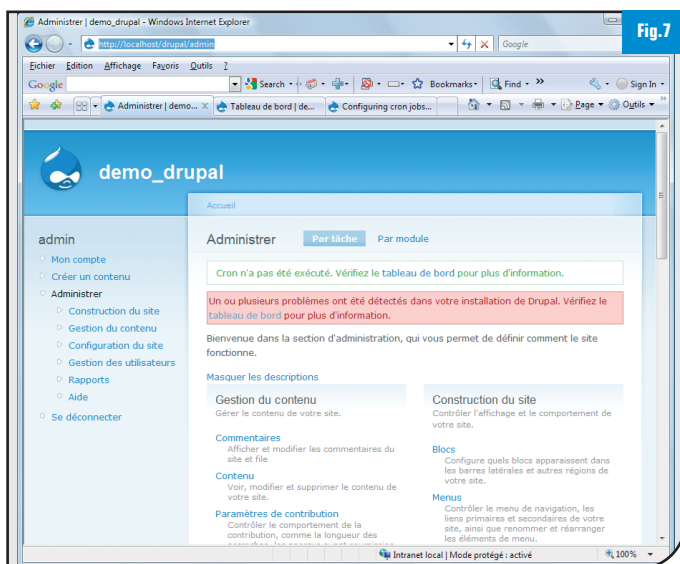 Administrer | demo_drupal - Windows Internet Explorer
Fig.7
http://localhost/drupal/admin
Google
Fichier Edition Affichage Favoris Outils ?
Google Search Bookmarks Find Sign In
Administrer | demo... Tableau de bord | de... Configuring cron jobs... Page Outils
demo_drupal
Accueil
admin
Mon compte
Créer un contenu
Administrer
Construction du site
Gestion du contenu
Configuration du site
Gestion des utilisateurs
Rapports
Aide
Se déconnecter
Administrer Par tâche Par module
Cron n'a pas été exécuté. Vérifiez le tableau de bord pour plus d'information.
Un ou plusieurs problèmes ont été détectés dans votre installation de Drupal. Vérifiez le
tableau de bord pour plus d'information.
Bienvenue dans la section d'administration, qui vous permet de définir comment le site
fonctionne.
Masquer les descriptions
Gestion du contenu
Gérer le contenu de votre site.
Commentaires
Afficher et modifier les commentaires du
site et file
Contenu
Voir, modifier et supprimer le contenu de
votre site.
Paramètres de contribution
Contrôler le comportement de la
contribution, comme la longueur des
Construction du site
Contrôler l'affichage et le comportement de
votre site.
Blocs
Configure quels blocs apparaissent dans
les barres latérales et autres régions de
votre site.
Menus
Contrôler le menu de navigation, les
liens primaires et secondaires de votre
site, ainsi que renommer et réarranger
les éléments de menu.
Intranet local | Mode protégé : activé
100%